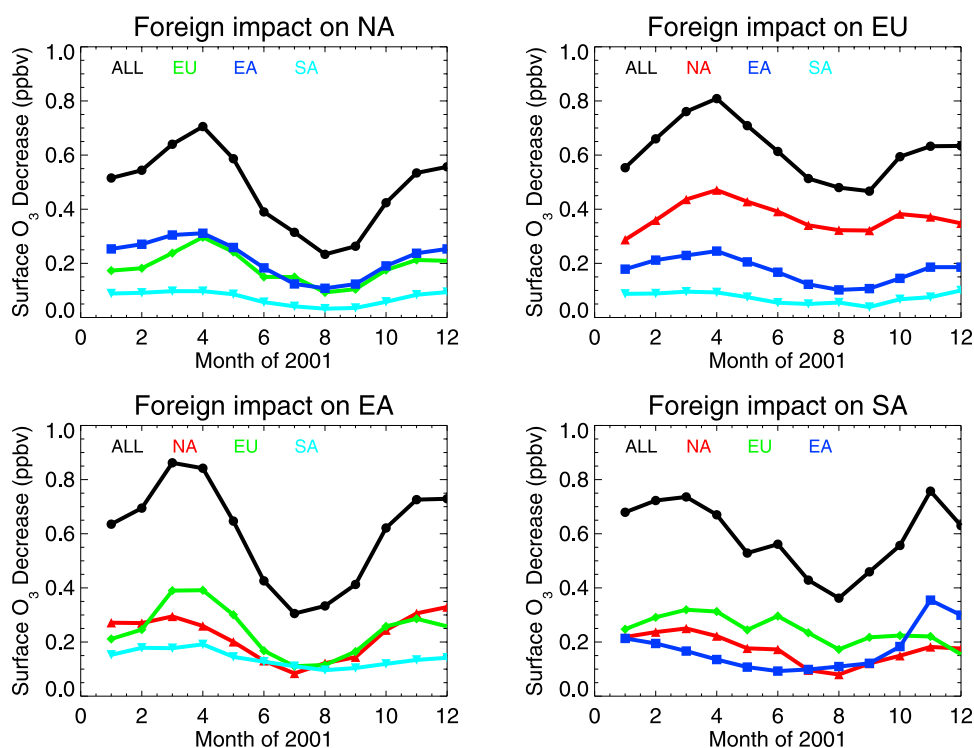 Foreign impact on NA
Surface O3 Decrease (ppbv)
1.0
0.8
0.6
0.4
0.2
0.0
ALL EU EA SA
0 2 4 6 8 10 12
Month of 2001
Foreign impact on EU
Surface O3 Decrease (ppbv)
1.0
0.8
0.6
0.4
0.2
0.0
ALL NA EA SA
0 2 4 6 8 10 12
Month of 2001
Foreign impact on EA
Surface O3 Decrease (ppbv)
1.0
0.8
0.6
0.4
0.2
0.0
ALL NA EU SA
0 2 4 6 8 10 12
Month of 2001
Foreign impact on SA
Surface O3 Decrease (ppbv)
1.0
0.8
0.6
0.4
0.2
0.0
ALL NA EU EA
0 2 4 6 8 10 12
Month of 2001